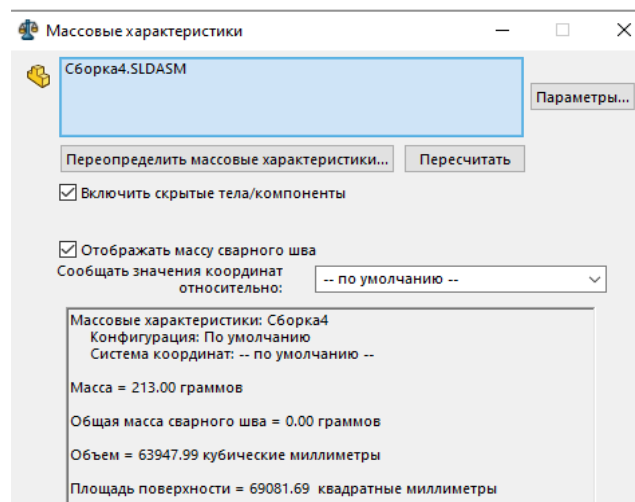 Массовые характеристики
Сборка4.SLDASM
Параметры...
Переопределить массовые характеристики... Пересчитать
Включить скрытые тела/компоненты
Отображать массу сварного шва
Сообщать значения координат
относительно:
-- по умолчанию --
Массовые характеристики: Сборка4
Конфигурация: По умолчанию
Система координат: -- по умолчанию --
Масса = 213.00 граммов
Общая масса сварного шва = 0.00 граммов
Объем = 63947.99 кубические миллиметры
Площадь поверхности = 69081.69 квадратные миллиметры